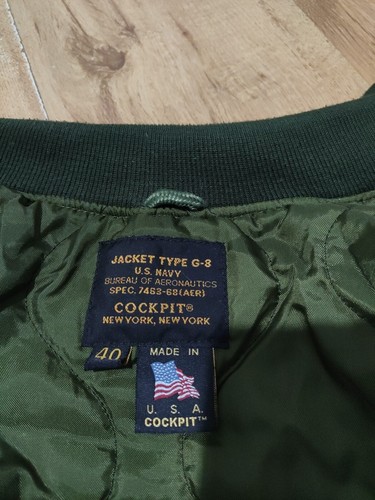 JACKET TYPE G-8
U.S. NAVY
BUREAU OF AERONAUTICS
SPEC. 7463-68(AER)
COCKPIT®
NEW YORK, NEW YORK
40
MADE IN
U. S. A.
COCKPIT™